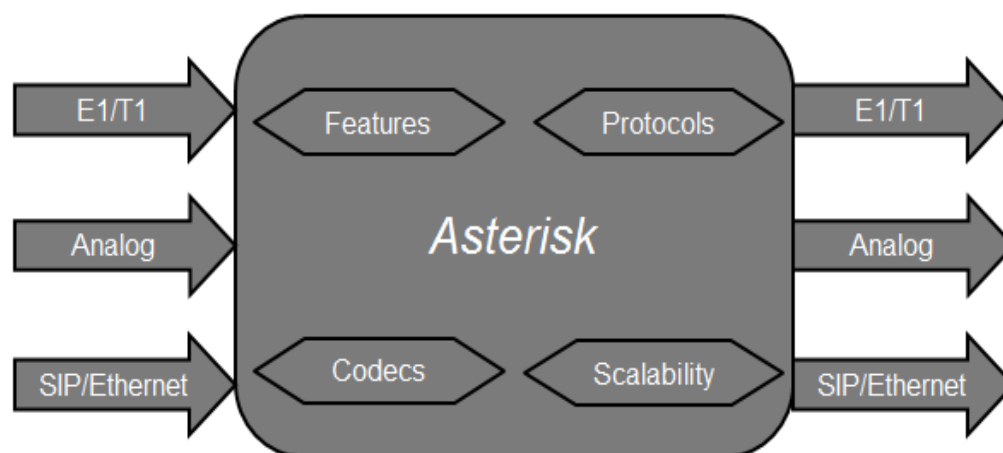 E1/T1
Features
Protocols
E1/T1
Analog
Asterisk
Analog
SIP/Ethernet
Codecs
Scalability
SIP/Ethernet